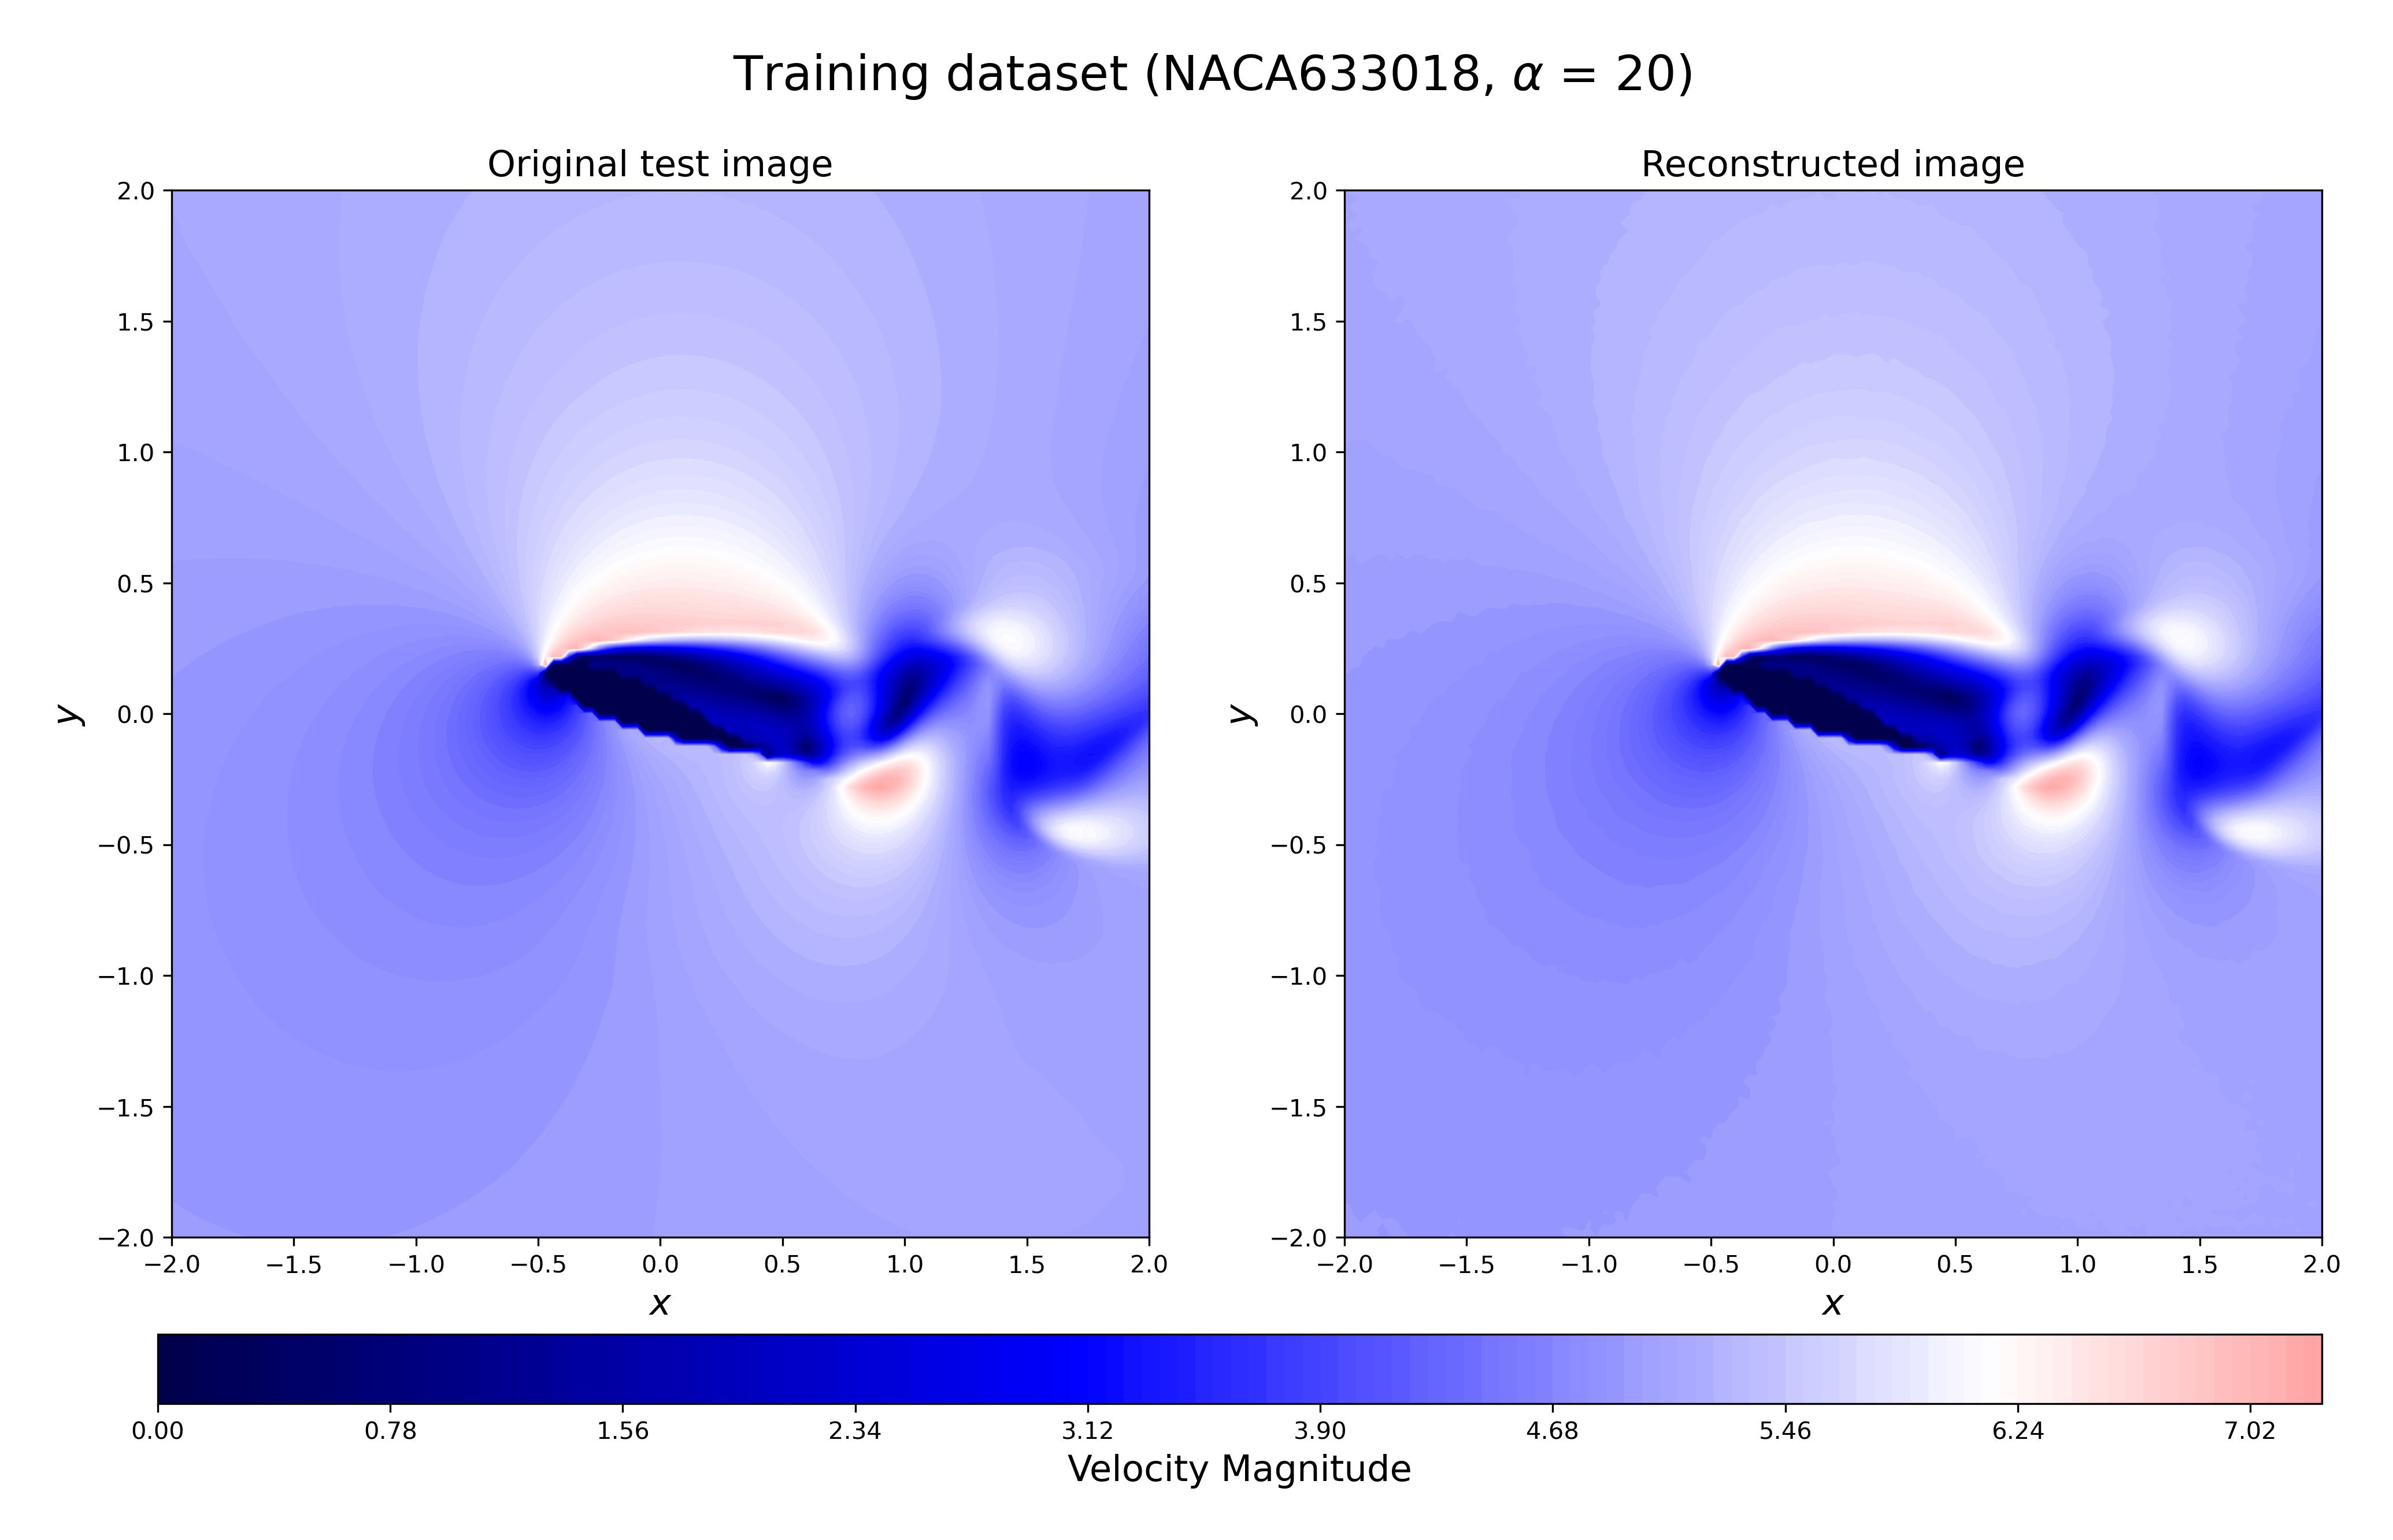 Training dataset (NACA633018, α = 20)
Original test image
Reconstructed image
2.0
1.5
1.0
0.5
0.0
−0.5
−1.0
−1.5
−2.0
y
−2.0 −1.5 −1.0 −0.5 0.0 0.5 1.0 1.5 2.0
x
2.0
1.5
1.0
0.5
0.0
−0.5
−1.0
−1.5
−2.0
y
−2.0 −1.5 −1.0 −0.5 0.0 0.5 1.0 1.5 2.0
x
0.00 0.78 1.56 2.34 3.12 3.90 4.68 5.46 6.24 7.02
Velocity Magnitude